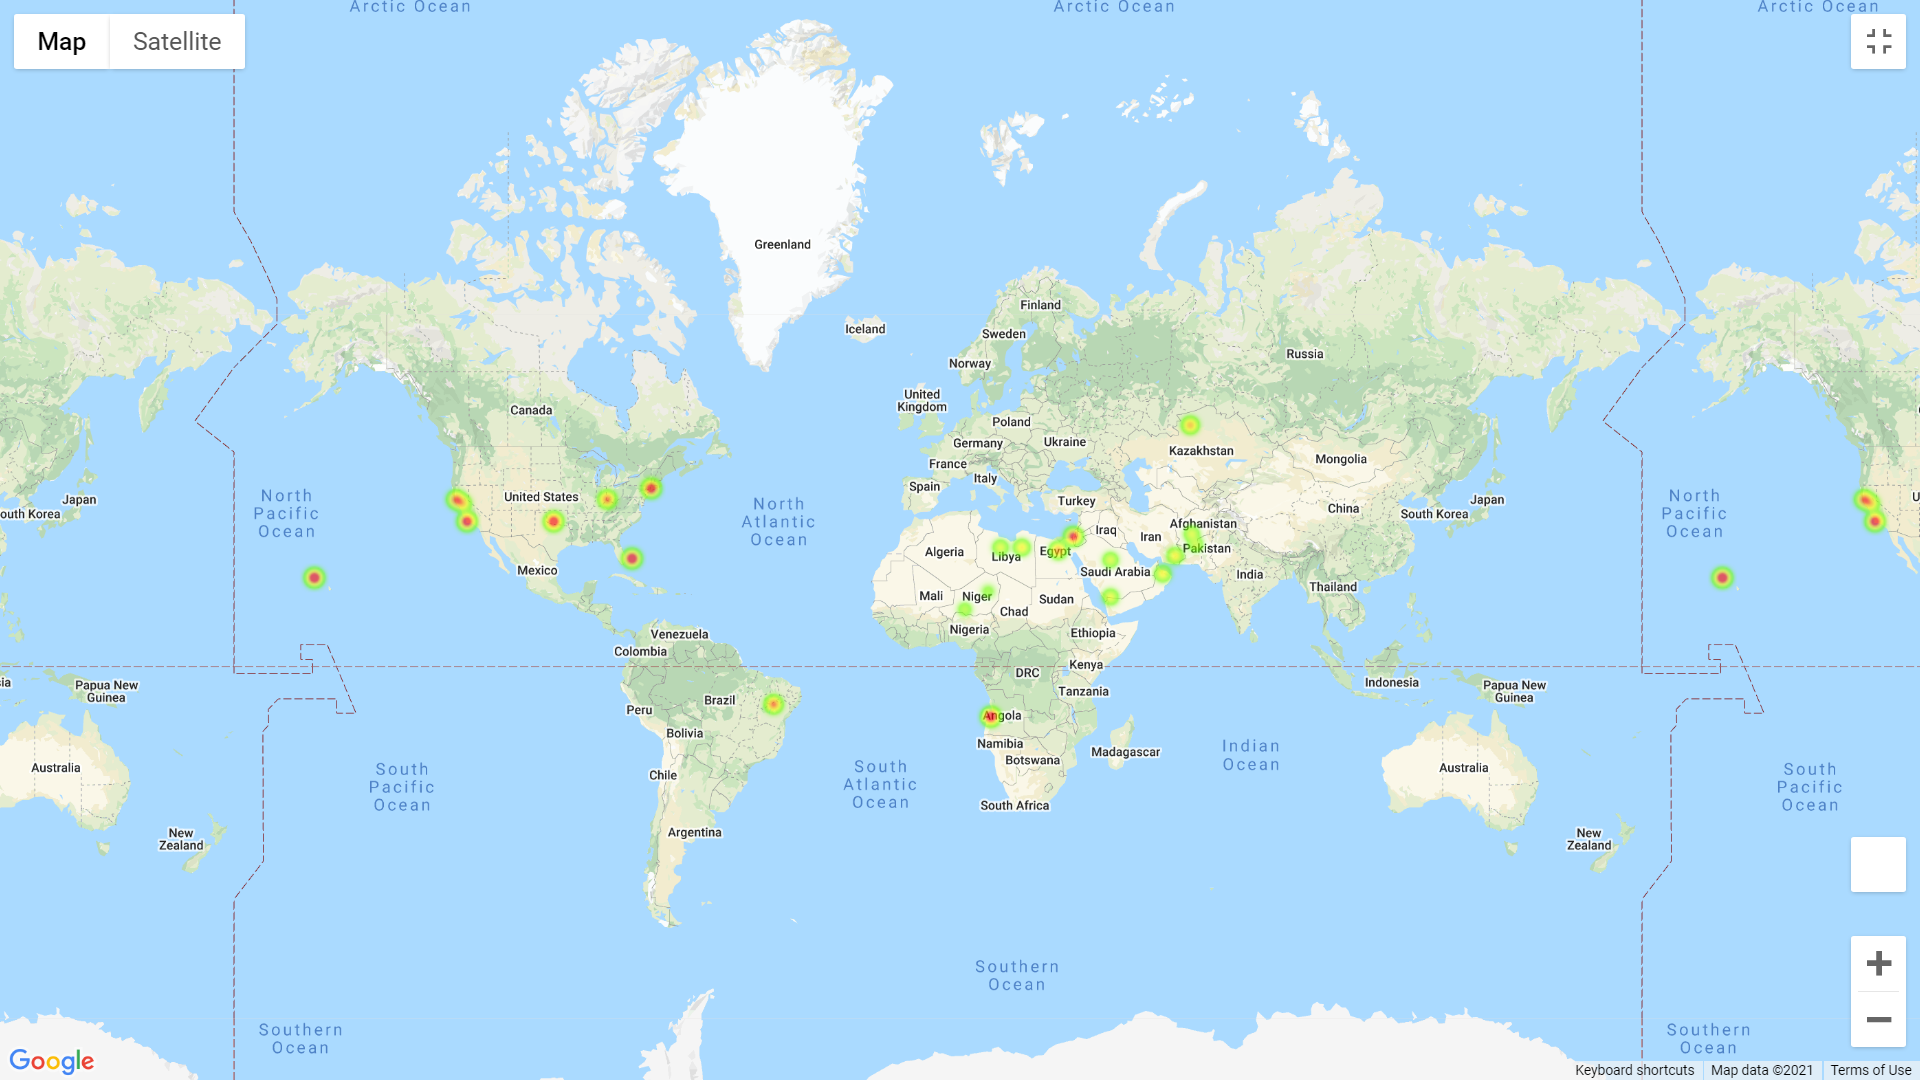 Arctic Ocean
Arctic Ocean
Arctic Ocean
Map
Satellite
Greenland
Iceland
Finland
Sweden
Norway
Russia
United
Kingdom
Canada
Poland
Germany
Ukraine
Kazakhstan
Mongolia
France
Italy
Spain
Turkey
Japan
South Korea
China
Afghanistan
Iraq
Iran
Pakistan
Algeria
Libya
Egypt
Saudi Arabia
India
Thailand
United States
Mexico
North
Pacific
Ocean
North
Atlantic
Ocean
North
Pacific
Ocean
Japan
outh Korea
U
Mali
Niger
Chad
Sudan
Nigeria
Ethiopia
Venezuela
Colombia
DRC
Kenya
Tanzania
Indonesia
Papua New
Guinea
ia
Papua New
Guinea
Brazil
Peru
Bolivia
Angola
Namibia
Botswana
Madagascar
Chile
South Africa
Argentina
Australia
Australia
South
Pacific
Ocean
South
Atlantic
Ocean
Indian
Ocean
South
Pacific
Ocean
New
Zealand
New
Zealand
Southern
Ocean
Southern
Ocean
Southern
Ocean
Google
Keyboard shortcuts
Map data ©2021
Terms of Use